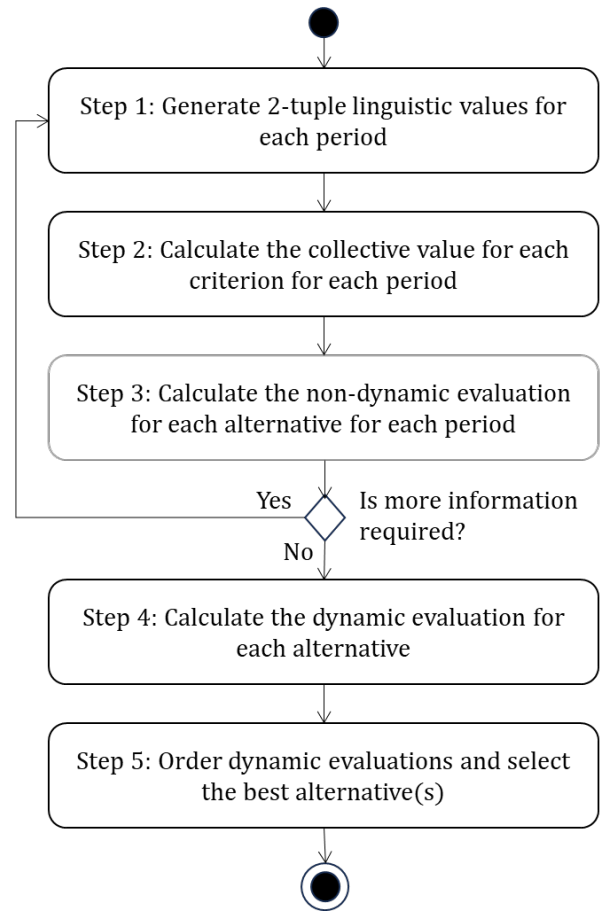 Step 1: Generate 2-tuple linguistic values for
each period
Step 2: Calculate the collective value for each
criterion for each period
Step 3: Calculate the non-dynamic evaluation
for each alternative for each period
Yes
Is more information
required?
No
Step 4: Calculate the dynamic evaluation for
each alternative
Step 5: Order dynamic evaluations and select
the best alternative(s)